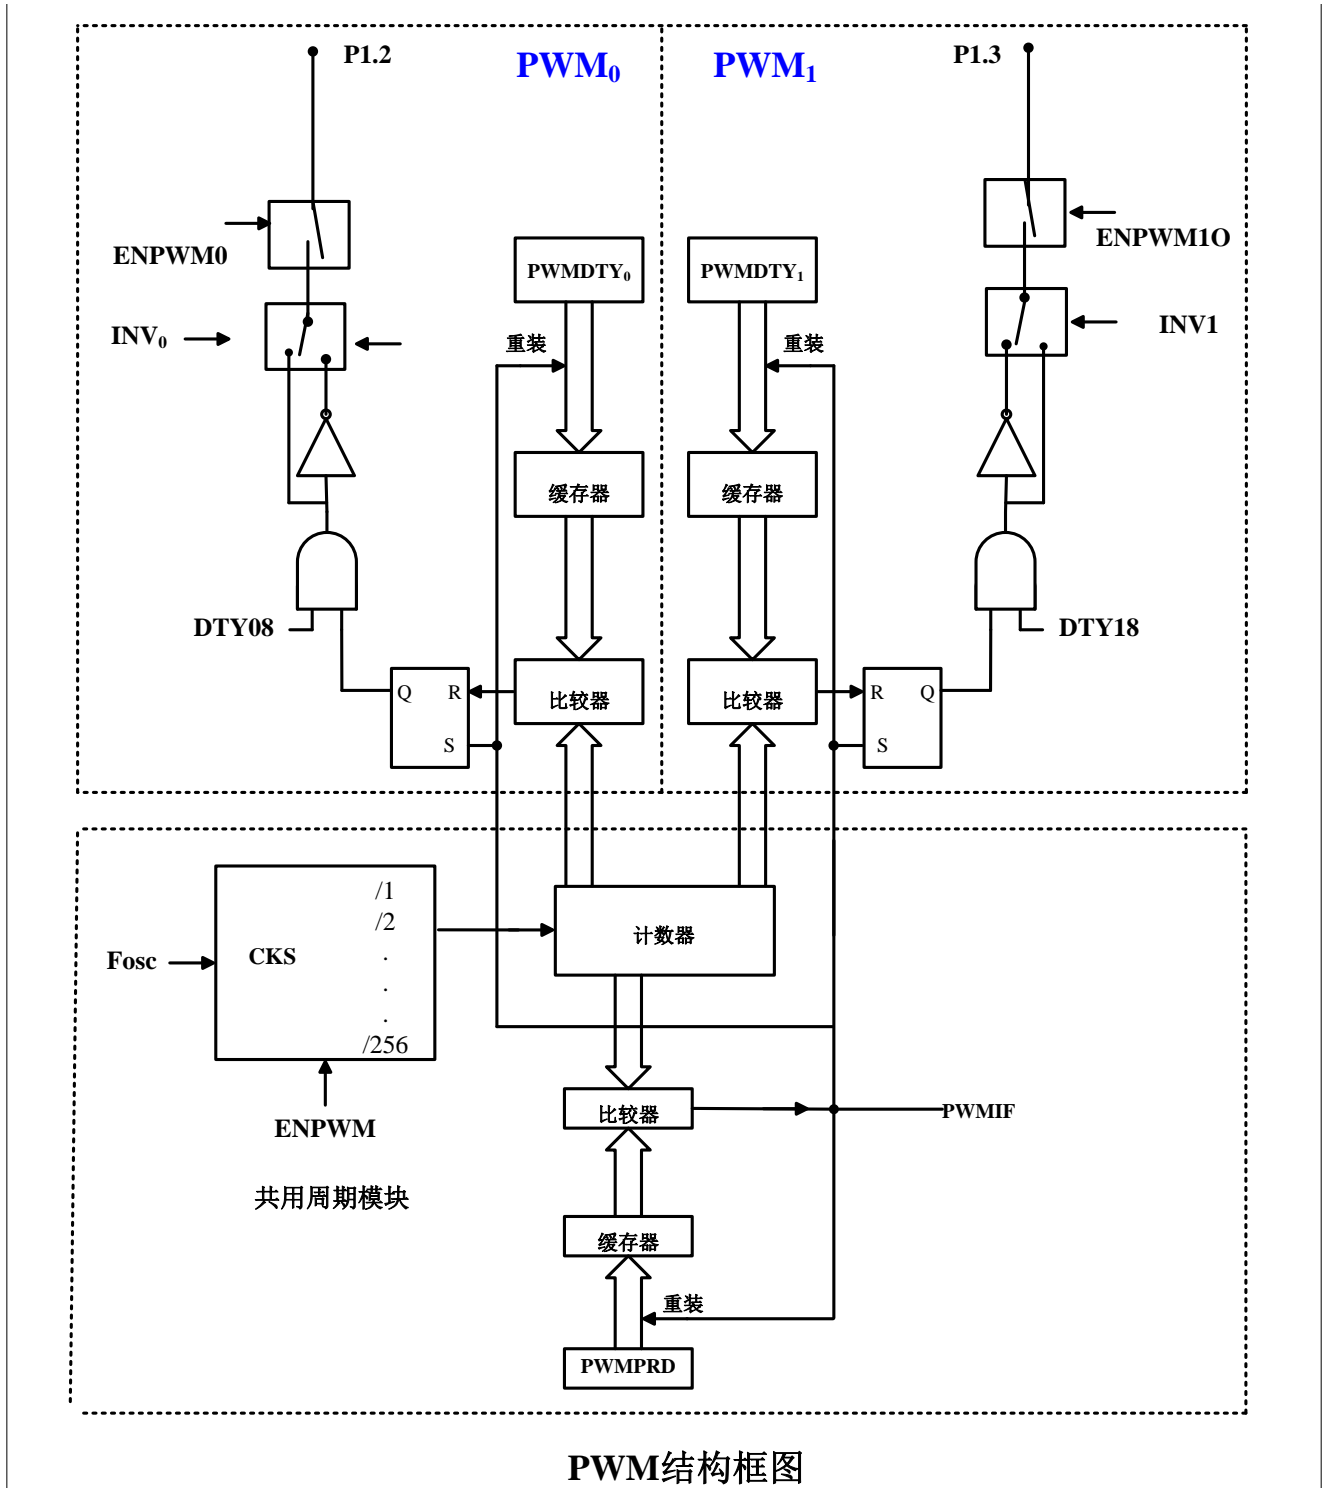 P1.2
PWM₀
PWM₁
P1.3
ENPWM0
ENPWM1O
PWMDTY₀
PWMDTY₁
INV₀
INV1
重装
重装
缓存器
缓存器
DTY08
DTY18
Q
R
S
比较器
比较器
R
Q
S
/1
/2
.
.
.
/256
Fosc
CKS
计数器
ENPWM
比较器
PWMIF
共用周期模块
缓存器
重装
PWMPRD
PWM结构框图